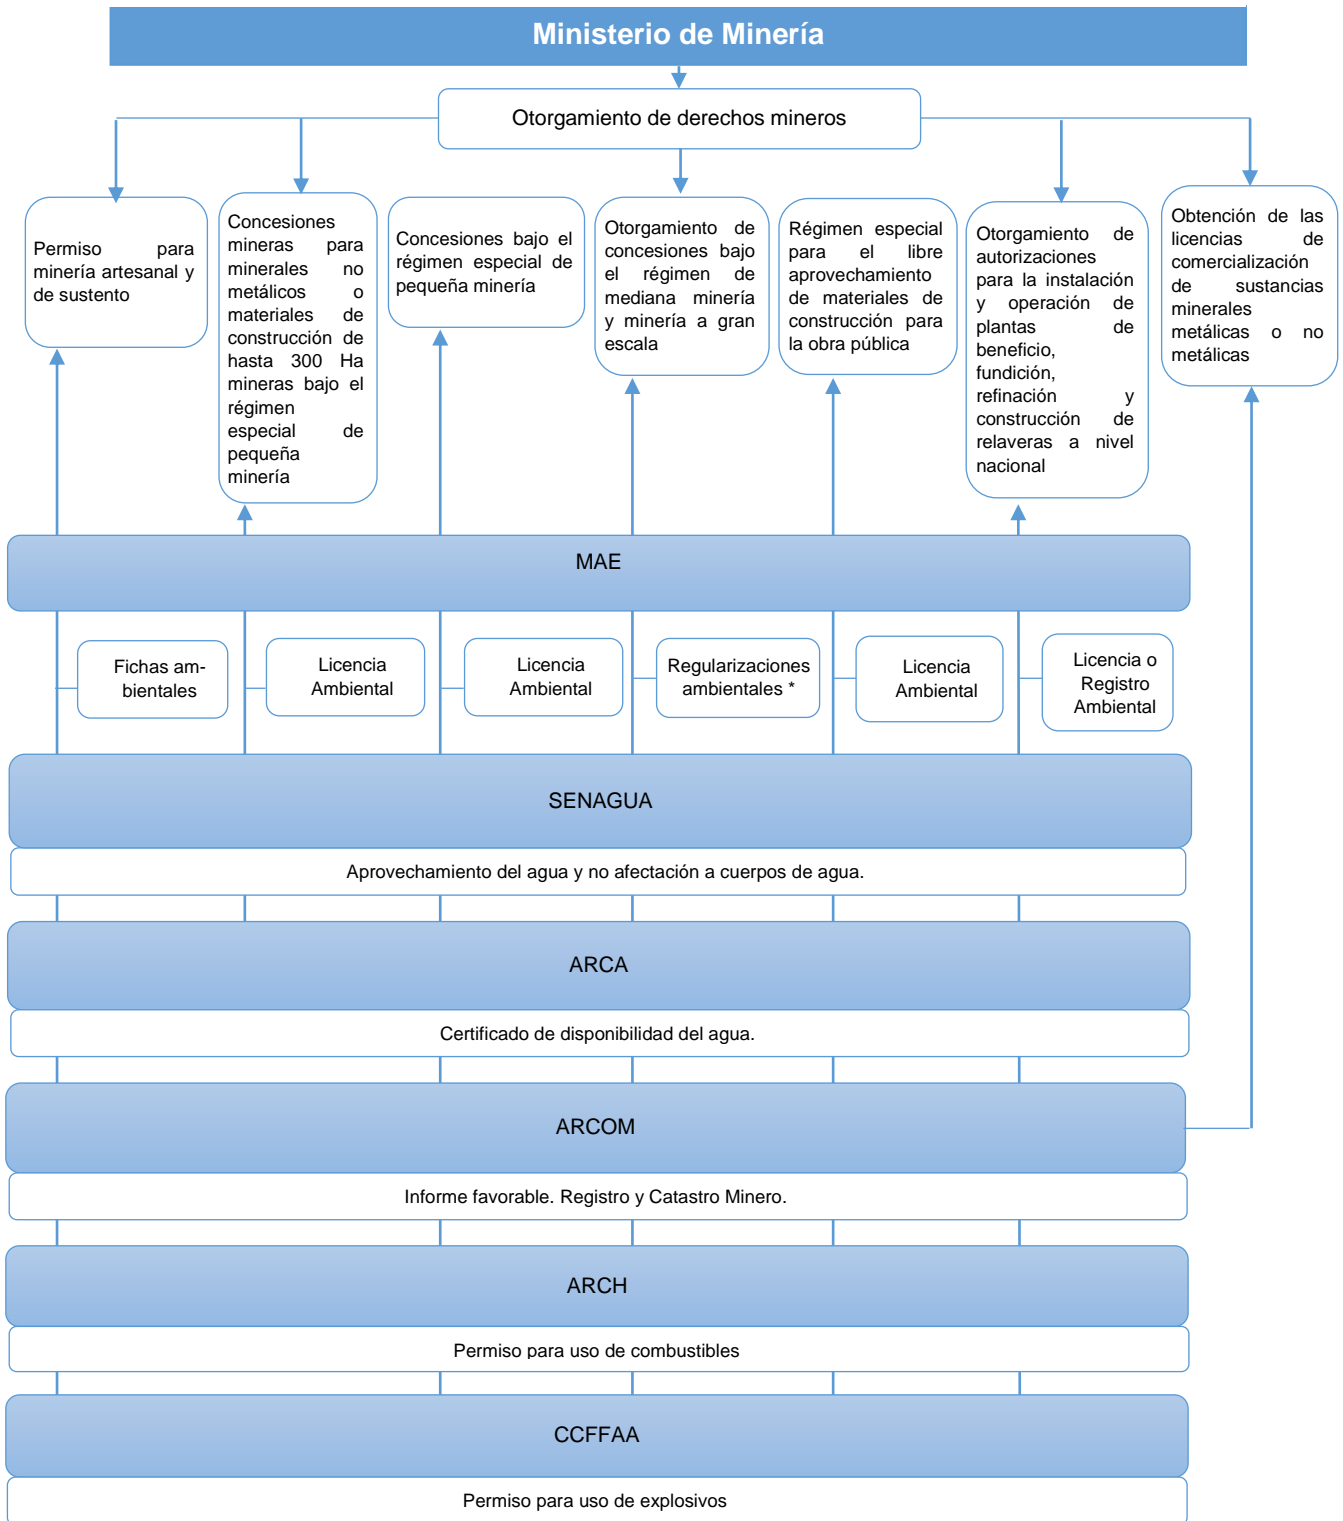 Ministerio de Minería
Otorgamiento de derechos mineros
Permiso para
minería artesanal y
de sustento
Concesiones
mineras para
minerales no
metálicos o
materiales de
construcción de
hasta 300 Ha
mineras bajo el
régimen
especial de
pequeña
minería
Concesiones bajo el
régimen especial de
pequeña minería
Otorgamiento de
concesiones bajo
el régimen de
mediana minería
y minería a gran
escala
Régimen especial
para el libre
aprovechamiento
de materiales de
construcción para
la obra pública
Otorgamiento de
autorizaciones
para la instalación
y operación de
plantas de
beneficio,
fundición,
refinación y
construcción de
relaveras a nivel
nacional
Obtención de las
licencias de
comercialización
de sustancias
minerales
metálicas o no
metálicas
MAE
Fichas am-
bientales
Licencia
Ambiental
Licencia
Ambiental
Regularizaciones
ambientales *
Licencia
Ambiental
Licencia o
Registro
Ambiental
SENAGUA
Aprovechamiento del agua y no afectación a cuerpos de agua.
ARCA
Certificado de disponibilidad del agua.
ARCOM
Informe favorable. Registro y Catastro Minero.
ARCH
Permiso para uso de combustibles
CCFFAA
Permiso para uso de explosivos